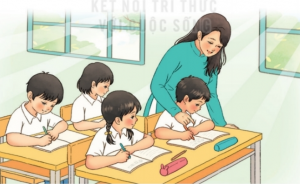 KẾT NỐI TRI THỨC
VỚI CUỘC SỐNG